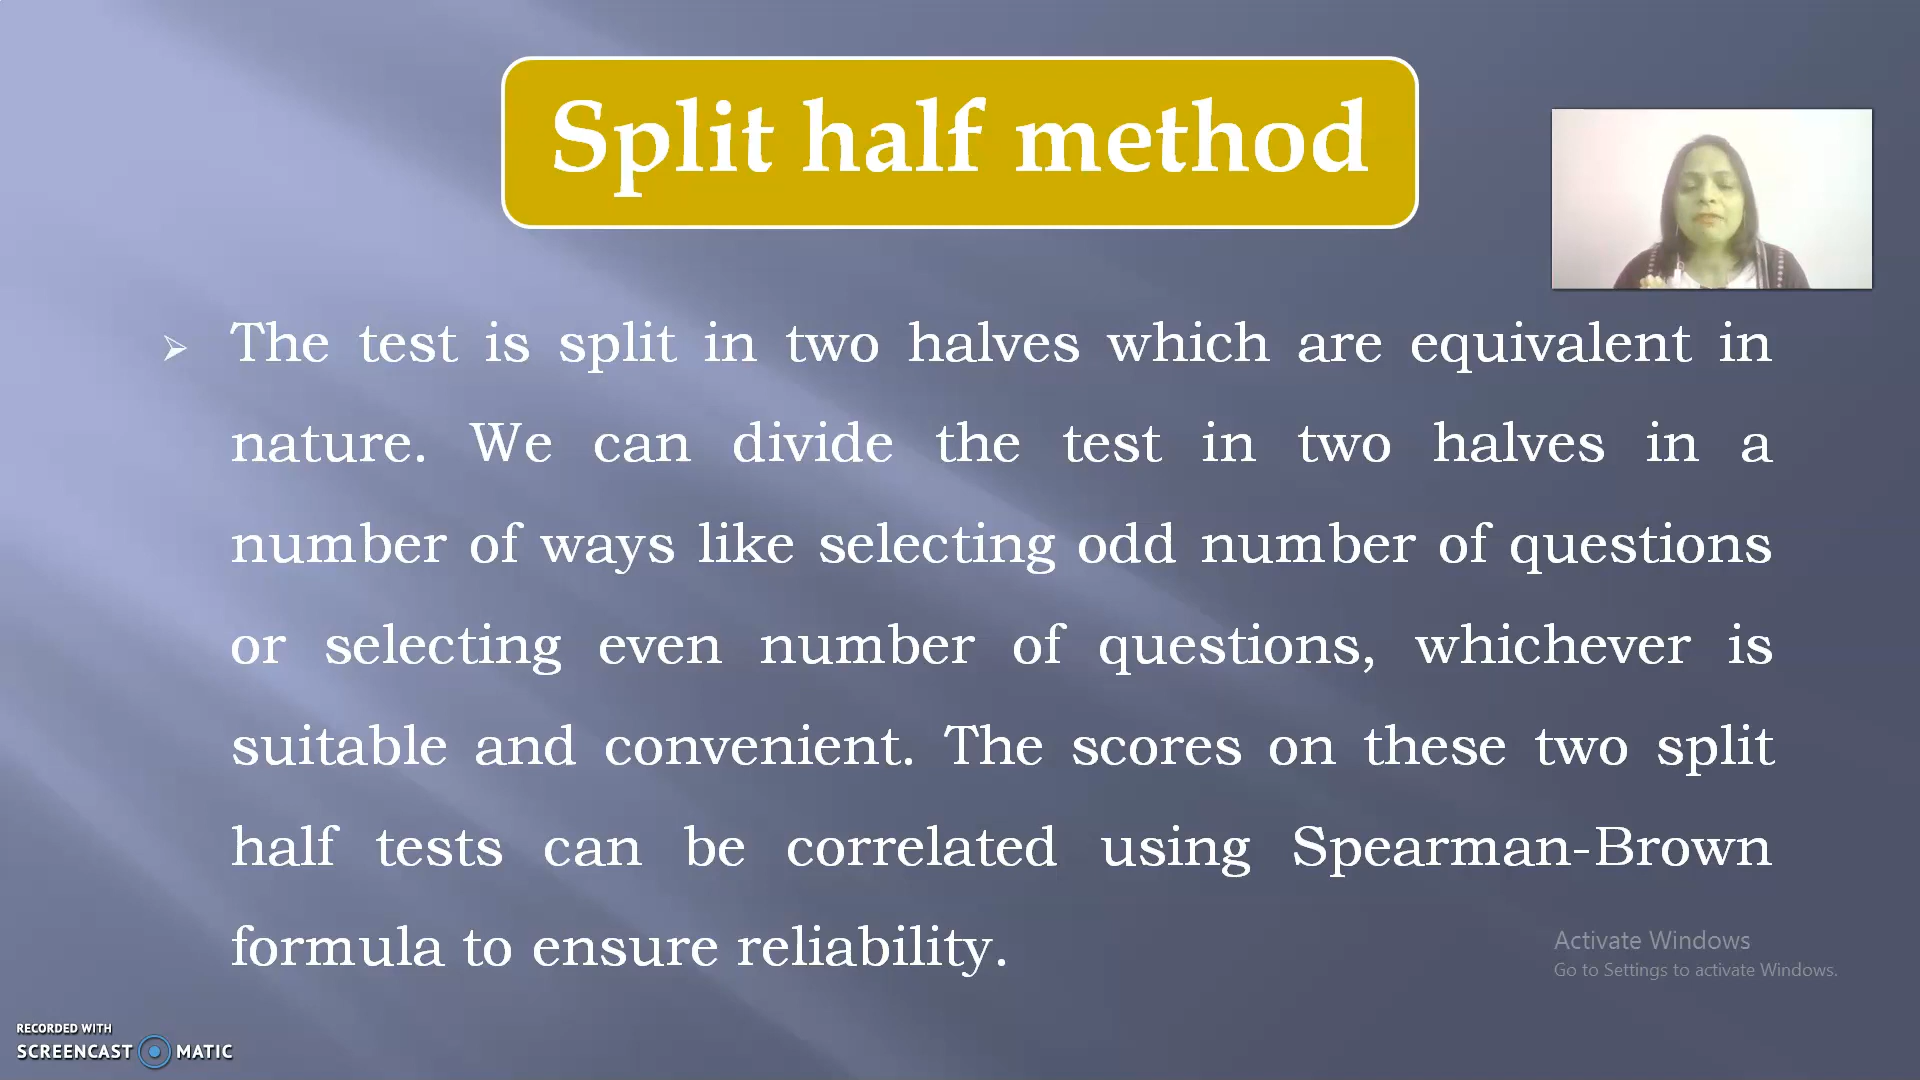 Split half method
The test is split in two halves which are equivalent in
nature. We can divide the test in two halves in a
number of ways like selecting odd number of questions
or selecting even number of questions, whichever is
suitable and convenient. The scores on these two split
half tests can be correlated using Spearman-Brown
formula to ensure reliability.
Activate Windows
Go to Settings to activate Windows.
RECORDED WITH
SCREENCAST MATIC